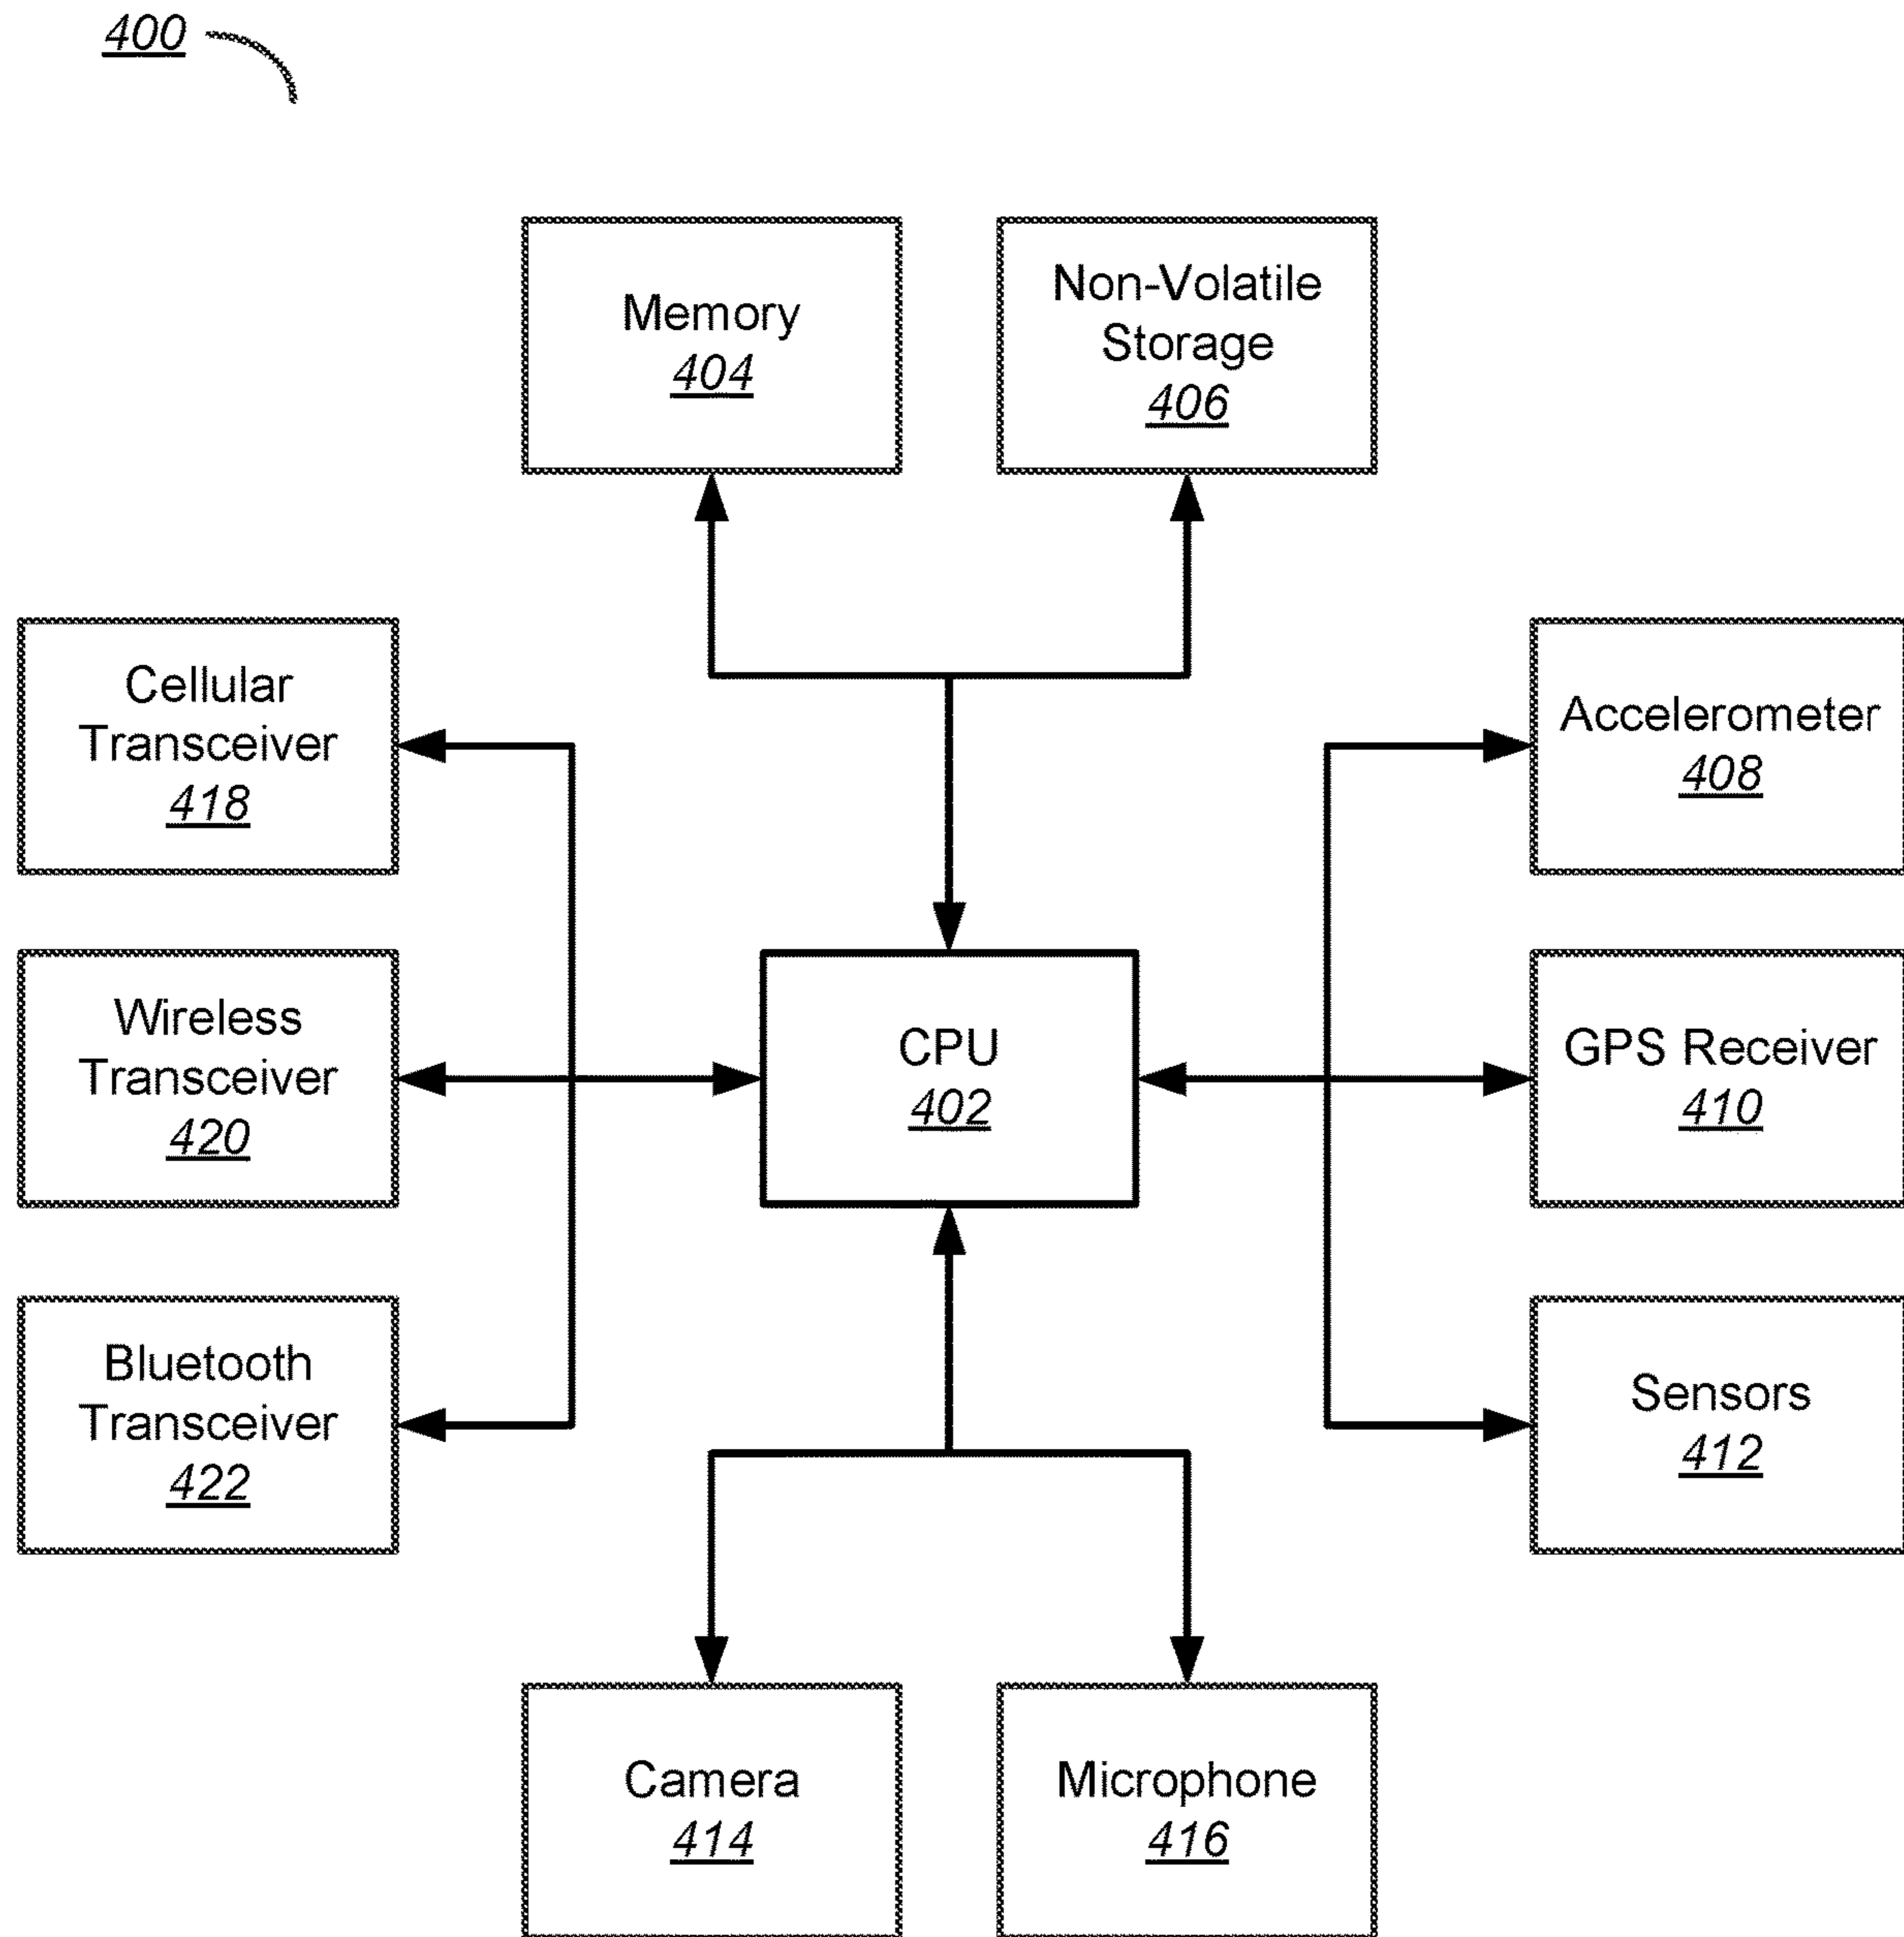 400
Memory
404
Non-Volatile
Storage
406
Cellular
Transceiver
418
Accelerometer
408
Wireless
Transceiver
420
CPU
402
GPS Receiver
410
Bluetooth
Transceiver
422
Sensors
412
Camera
414
Microphone
416